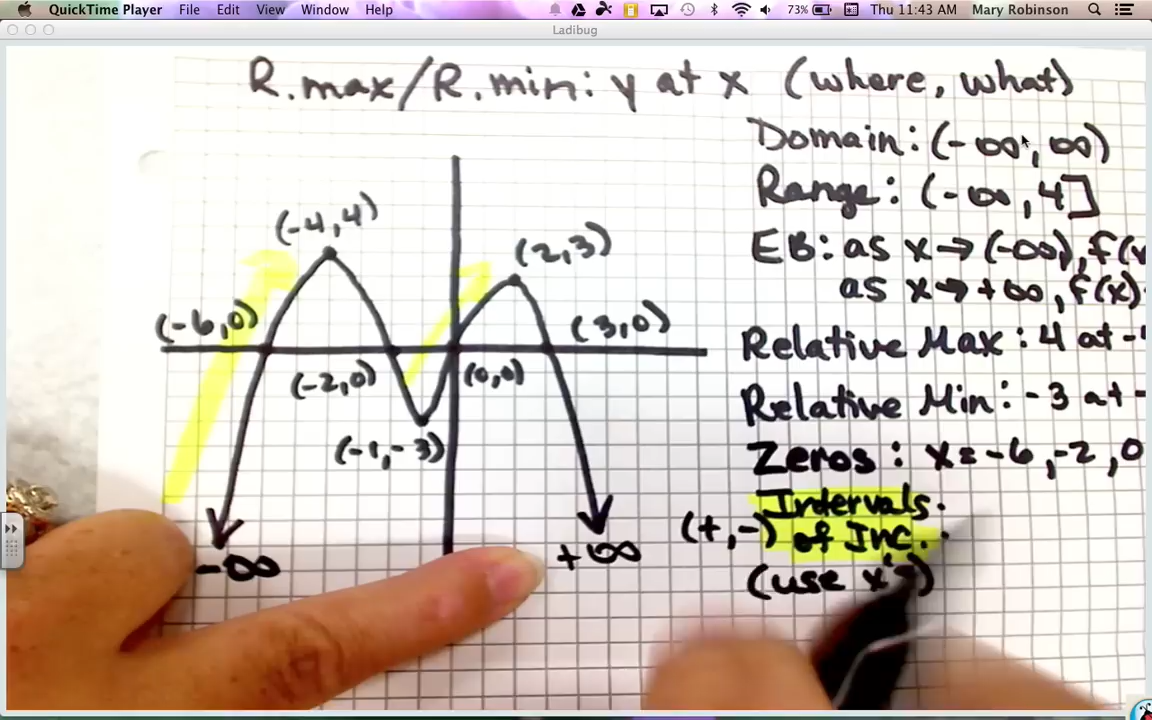 QuickTime Player File Edit View Window Help 73% Thu 11:43 AM Mary Robinson
Ladibug
R.max/R.min: y at x (where, what)
Domain: (-∞, ∞)
Range: (-∞, 4]
EB: as x→(-∞), f(
as x→+∞, f(x)
Relative Max: 4 at -
Relative Min: -3 at -
Zeros: x=-6,-2,0
Intervals
(+,-) of Inc.
(use x's)
(-4,4)
(2,3)
(-6,0)
(3,0)
(-2,0)
(0,0)
(-1,-3)
-∞
+∞